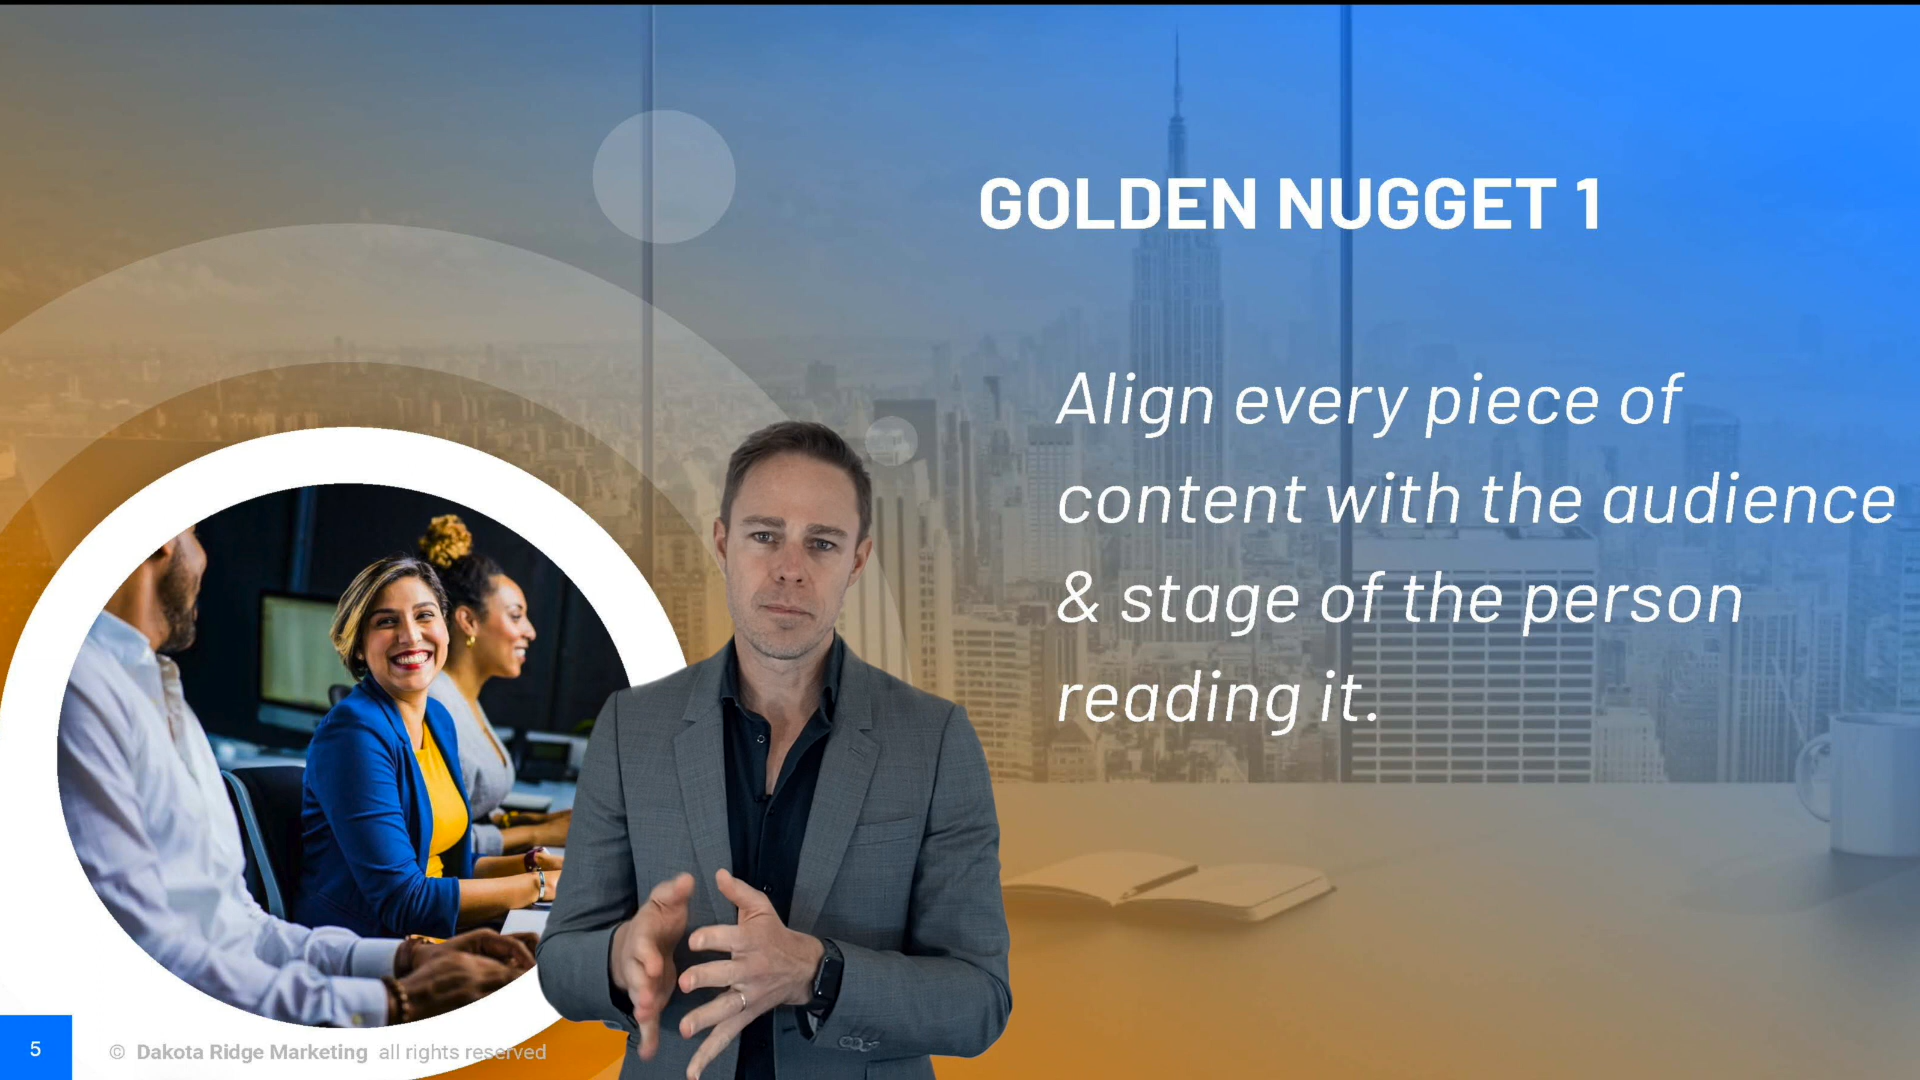 GOLDEN NUGGET 1
Align every piece of
content with the audience
& stage of the person
reading it.
5
© Dakota Ridge Marketing all rights reserved